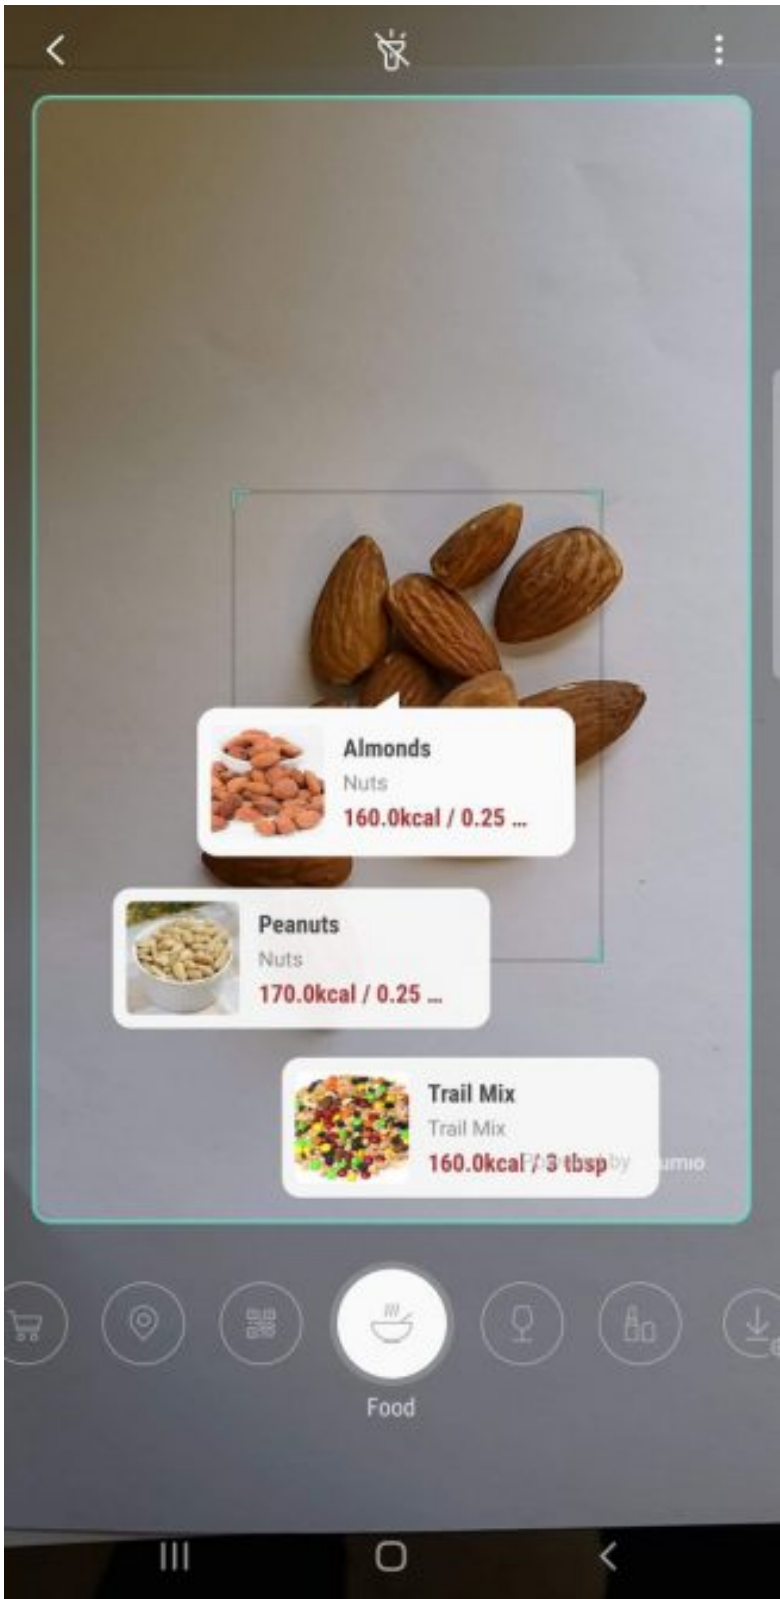 Almonds
Nuts
160.0kcal / 0.25 ...
Peanuts
Nuts
170.0kcal / 0.25 ...
Trail Mix
Trail Mix
160.0kcal / 3 tbsp
Food